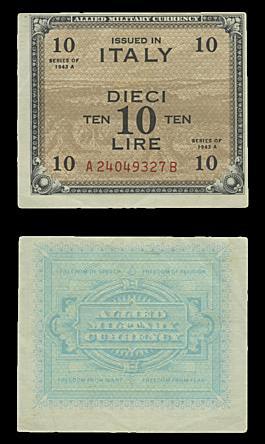 ALLIED MILITARY CURRENCY
10 ISSUED IN 10
ITALY
SERIES OF
1943 A
DIECI
TEN 10 TEN
LIRE
SERIES OF
1943 A
10 10
A 24049327 B
FREEDOM OF SPEECH FREEDOM OF RELIGION
ALLIED
MILITARY
CURRENCY
FREEDOM FROM WANT FREEDOM FROM FEAR